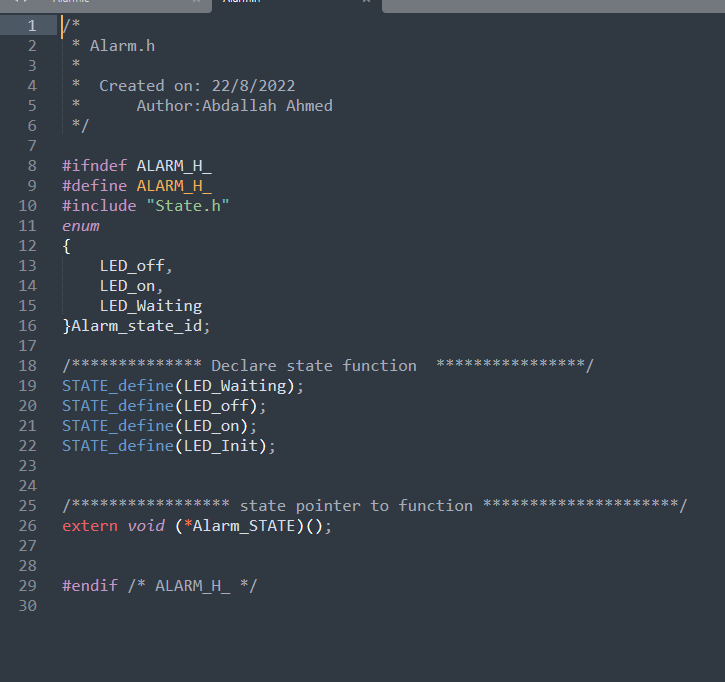 1 /*
2 * Alarm.h
3 *
4 * Created on: 22/8/2022
5 * Author:Abdallah Ahmed
6 */
7
8 #ifndef ALARM_H_
9 #define ALARM_H_
10 #include "State.h"
11 enum
12 {
13 LED_off,
14 LED_on,
15 LED_Waiting
16 }Alarm_state_id;
17
18 /************** Declare state function ****************/
19 STATE_define(LED_Waiting);
20 STATE_define(LED_off);
21 STATE_define(LED_on);
22 STATE_define(LED_Init);
23
24
25 /***************** state pointer to function *********************/
26 extern void (*Alarm_STATE)();
27
28
29 #endif /* ALARM_H_ */
30